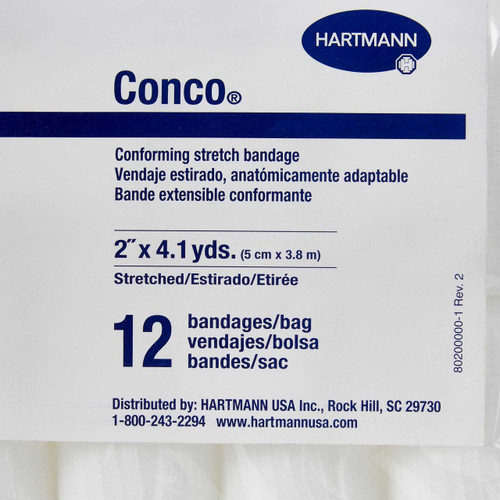 HARTMANN
Conco®
Conforming stretch bandage
Vendaje estirado, anatómicamente adaptable
Bande extensible conformante
2˝ x 4.1 yds. (5 cm x 3.8 m)
Stretched/Estirado/Etirée
12 bandages/bag
vendajes/bolsa
bandes/sac
80200000-1 Rev. 2
Distributed by: HARTMANN USA Inc., Rock Hill, SC 29730
1-800-243-2294 www.hartmannusa.com